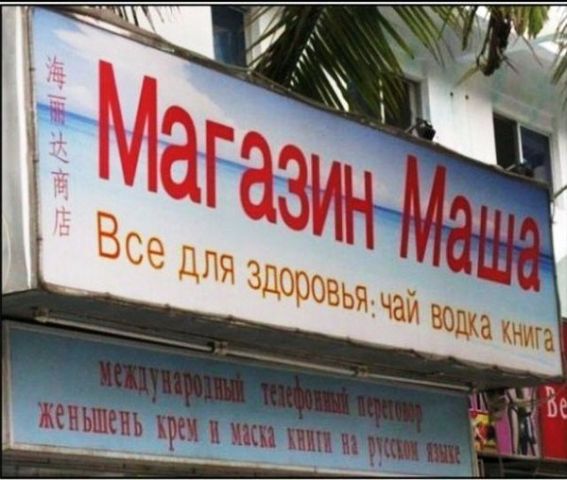 海丽达商店
Магазин Маша
Все для здоровья: чай водка книга
международный телефонный переговор
женьшень крем и маска книги на русском языке
Ве